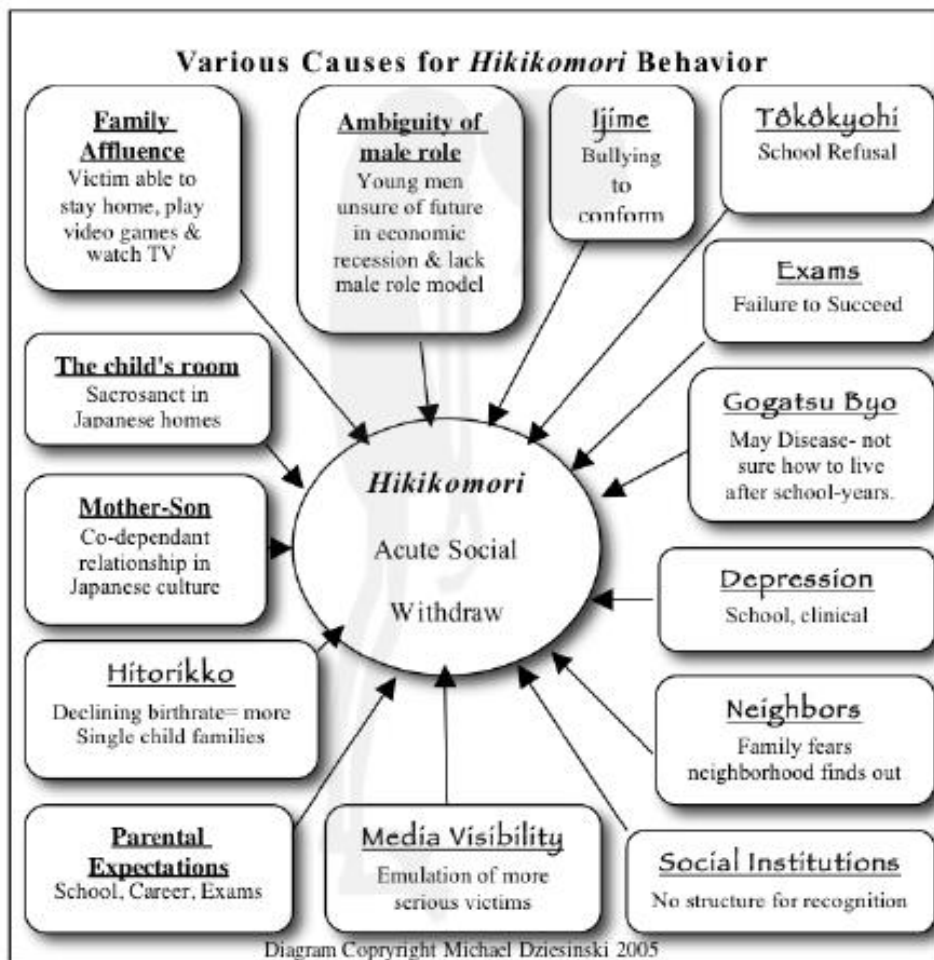 Various Causes for Hikikomori Behavior
Family
Affluence
Victim able to
stay home, play
video games &
watch TV
Ambiguity of
male role
Young men
unsure of future
in economic
recession & lack
male role model
Ijime
Bullying
to
conform
Tôkôkyohi
School Refusal
Exams
Failure to Succeed
The child's room
Sacrosanct in
Japanese homes
Gogatsu Byo
May Disease- not
sure how to live
after school-years.
Hikikomori
Acute Social
Withdraw
Mother-Son
Co-dependant
relationship in
Japanese culture
Depression
School, clinical
Hitorikko
Declining birthrate= more
Single child families
Neighbors
Family fears
neighborhood finds out
Parental
Expectations
School, Career, Exams
Media Visibility
Emulation of more
serious victims
Social Institutions
No structure for recognition
Diagram Copryright Michael Dziesinski 2005